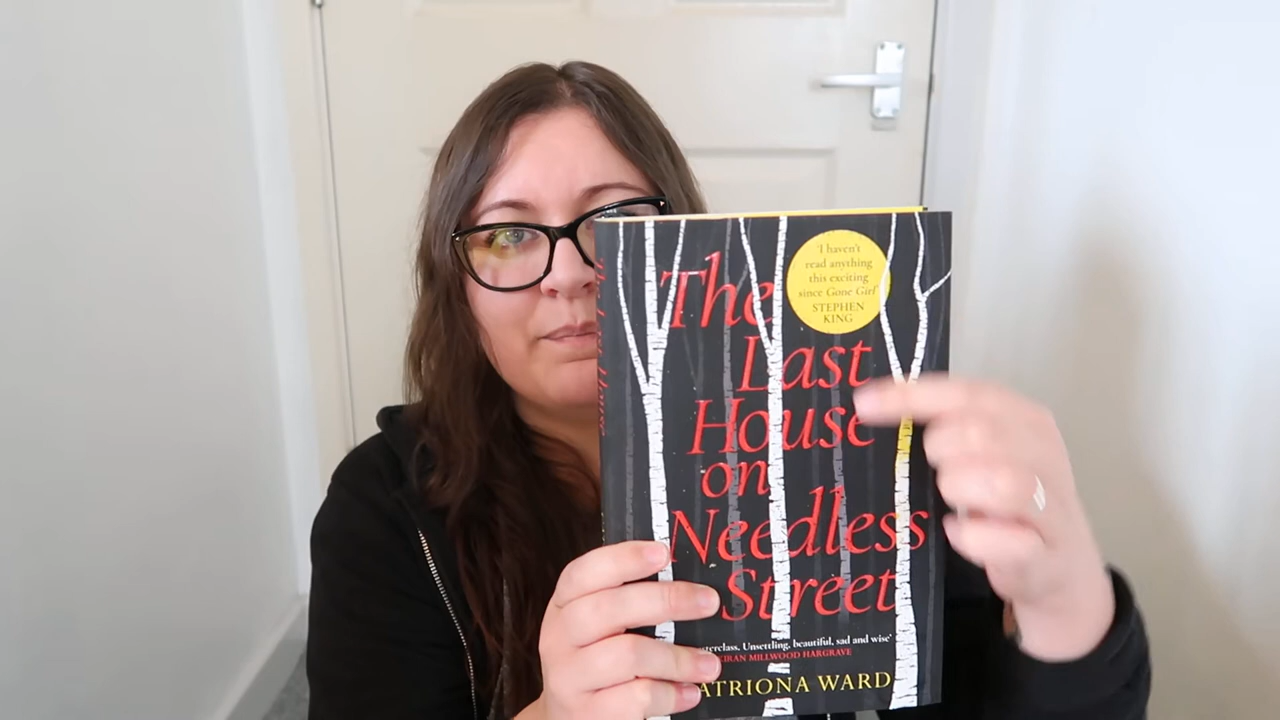 'I haven't
read anything
this exciting
since Gone Girl
STEPHEN
KING
The
Last
House
on
Needless
Street
Unsettling, beautiful, sad and wise'
MILLWOOD HARGRAVE
WARD